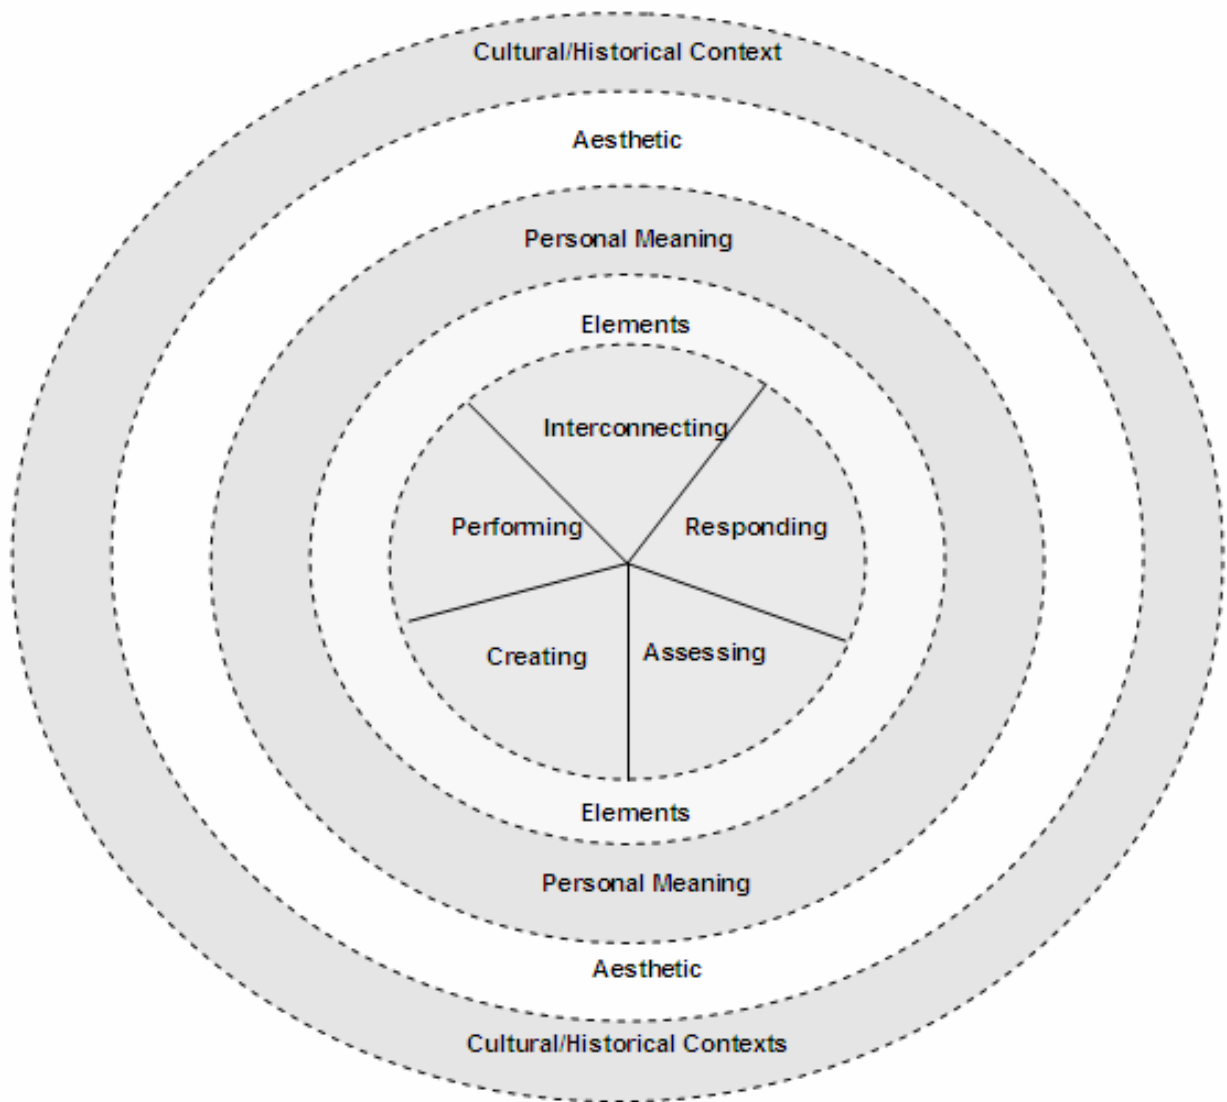 Cultural/Historical Context
Aesthetic
Personal Meaning
Elements
Interconnecting
Performing
Responding
Creating
Assessing
Elements
Personal Meaning
Aesthetic
Cultural/Historical Contexts